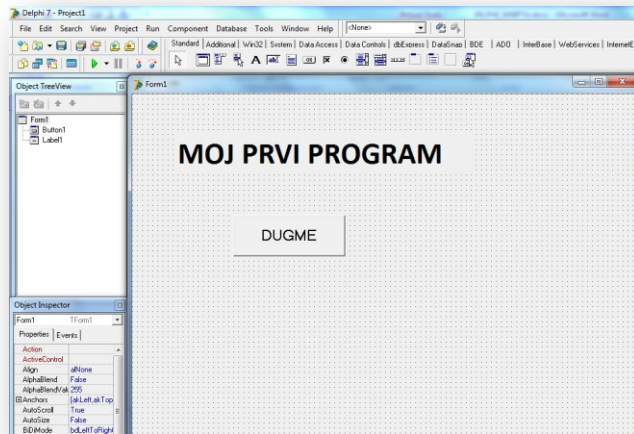 Delphi 7 - Project1
File Edit Search View Project Run Component Database Tools Window Help <None>
Standard Additional Win32 System Data Access Data Controls dbExpress DataSnap BDE ADO InterBase WebServices InternetE
Object TreeView
Form1
Button1
Label1
Form1
MOJ PRVI PROGRAM
DUGME
Object Inspector
Form1 TForm1
Properties Events
Action
ActiveControl
Align alNone
AlphaBlend False
AlphaBlendVal 255
Anchors [akLeft,akTop
AutoScroll True
AutoSize False
BiDiMode bdLeftToRight